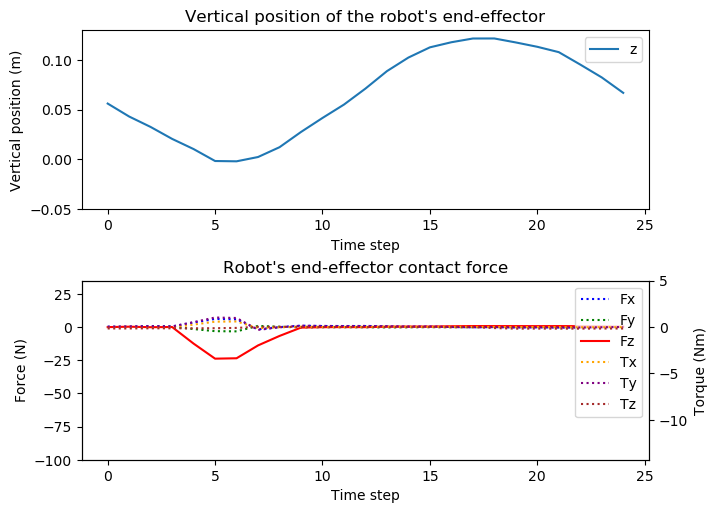 Vertical position of the robot's end-effector
Vertical position (m)
0.10
0.05
0.00
−0.05
z
0 5 10 15 20 25
Time step
Robot's end-effector contact force
Force (N)
25
0
−25
−50
−75
−100
Fx
Fy
Fz
Tx
Ty
Tz
5
0
−5
−10
Torque (Nm)
0 5 10 15 20 25
Time step